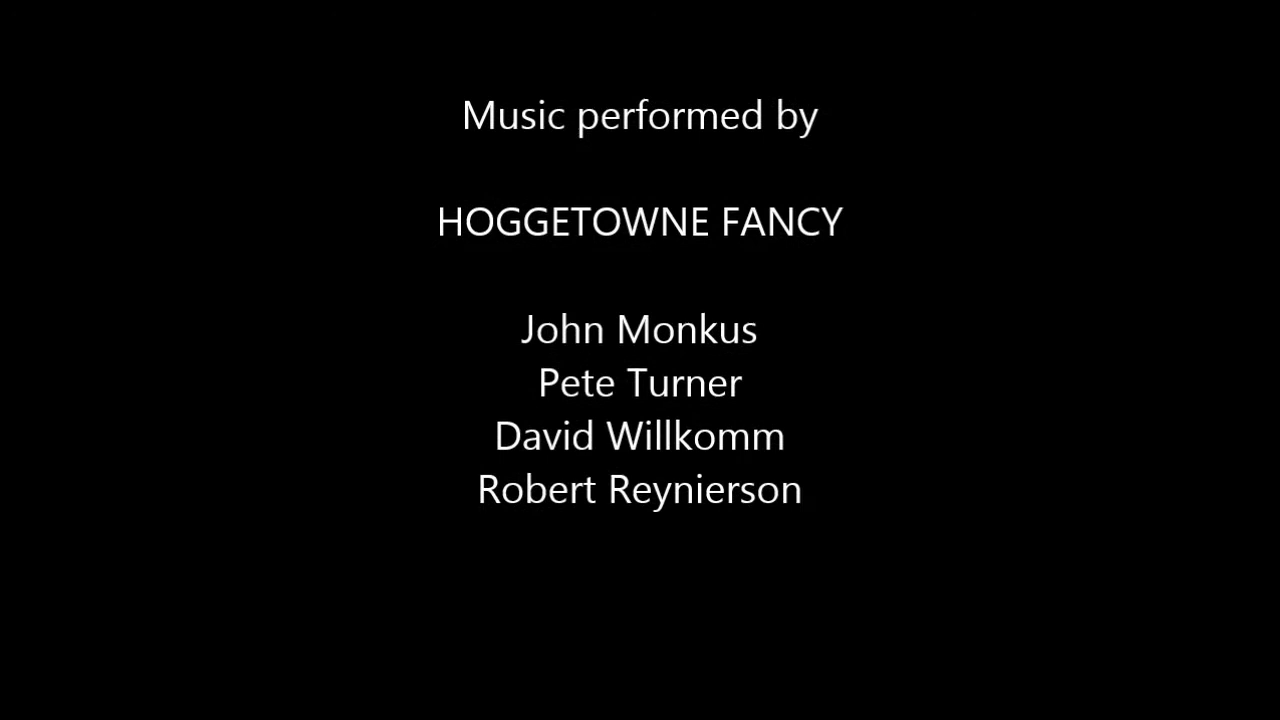 Music performed by
HOGGETOWNE FANCY
John Monkus
Pete Turner
David Willkomm
Robert Reynierson